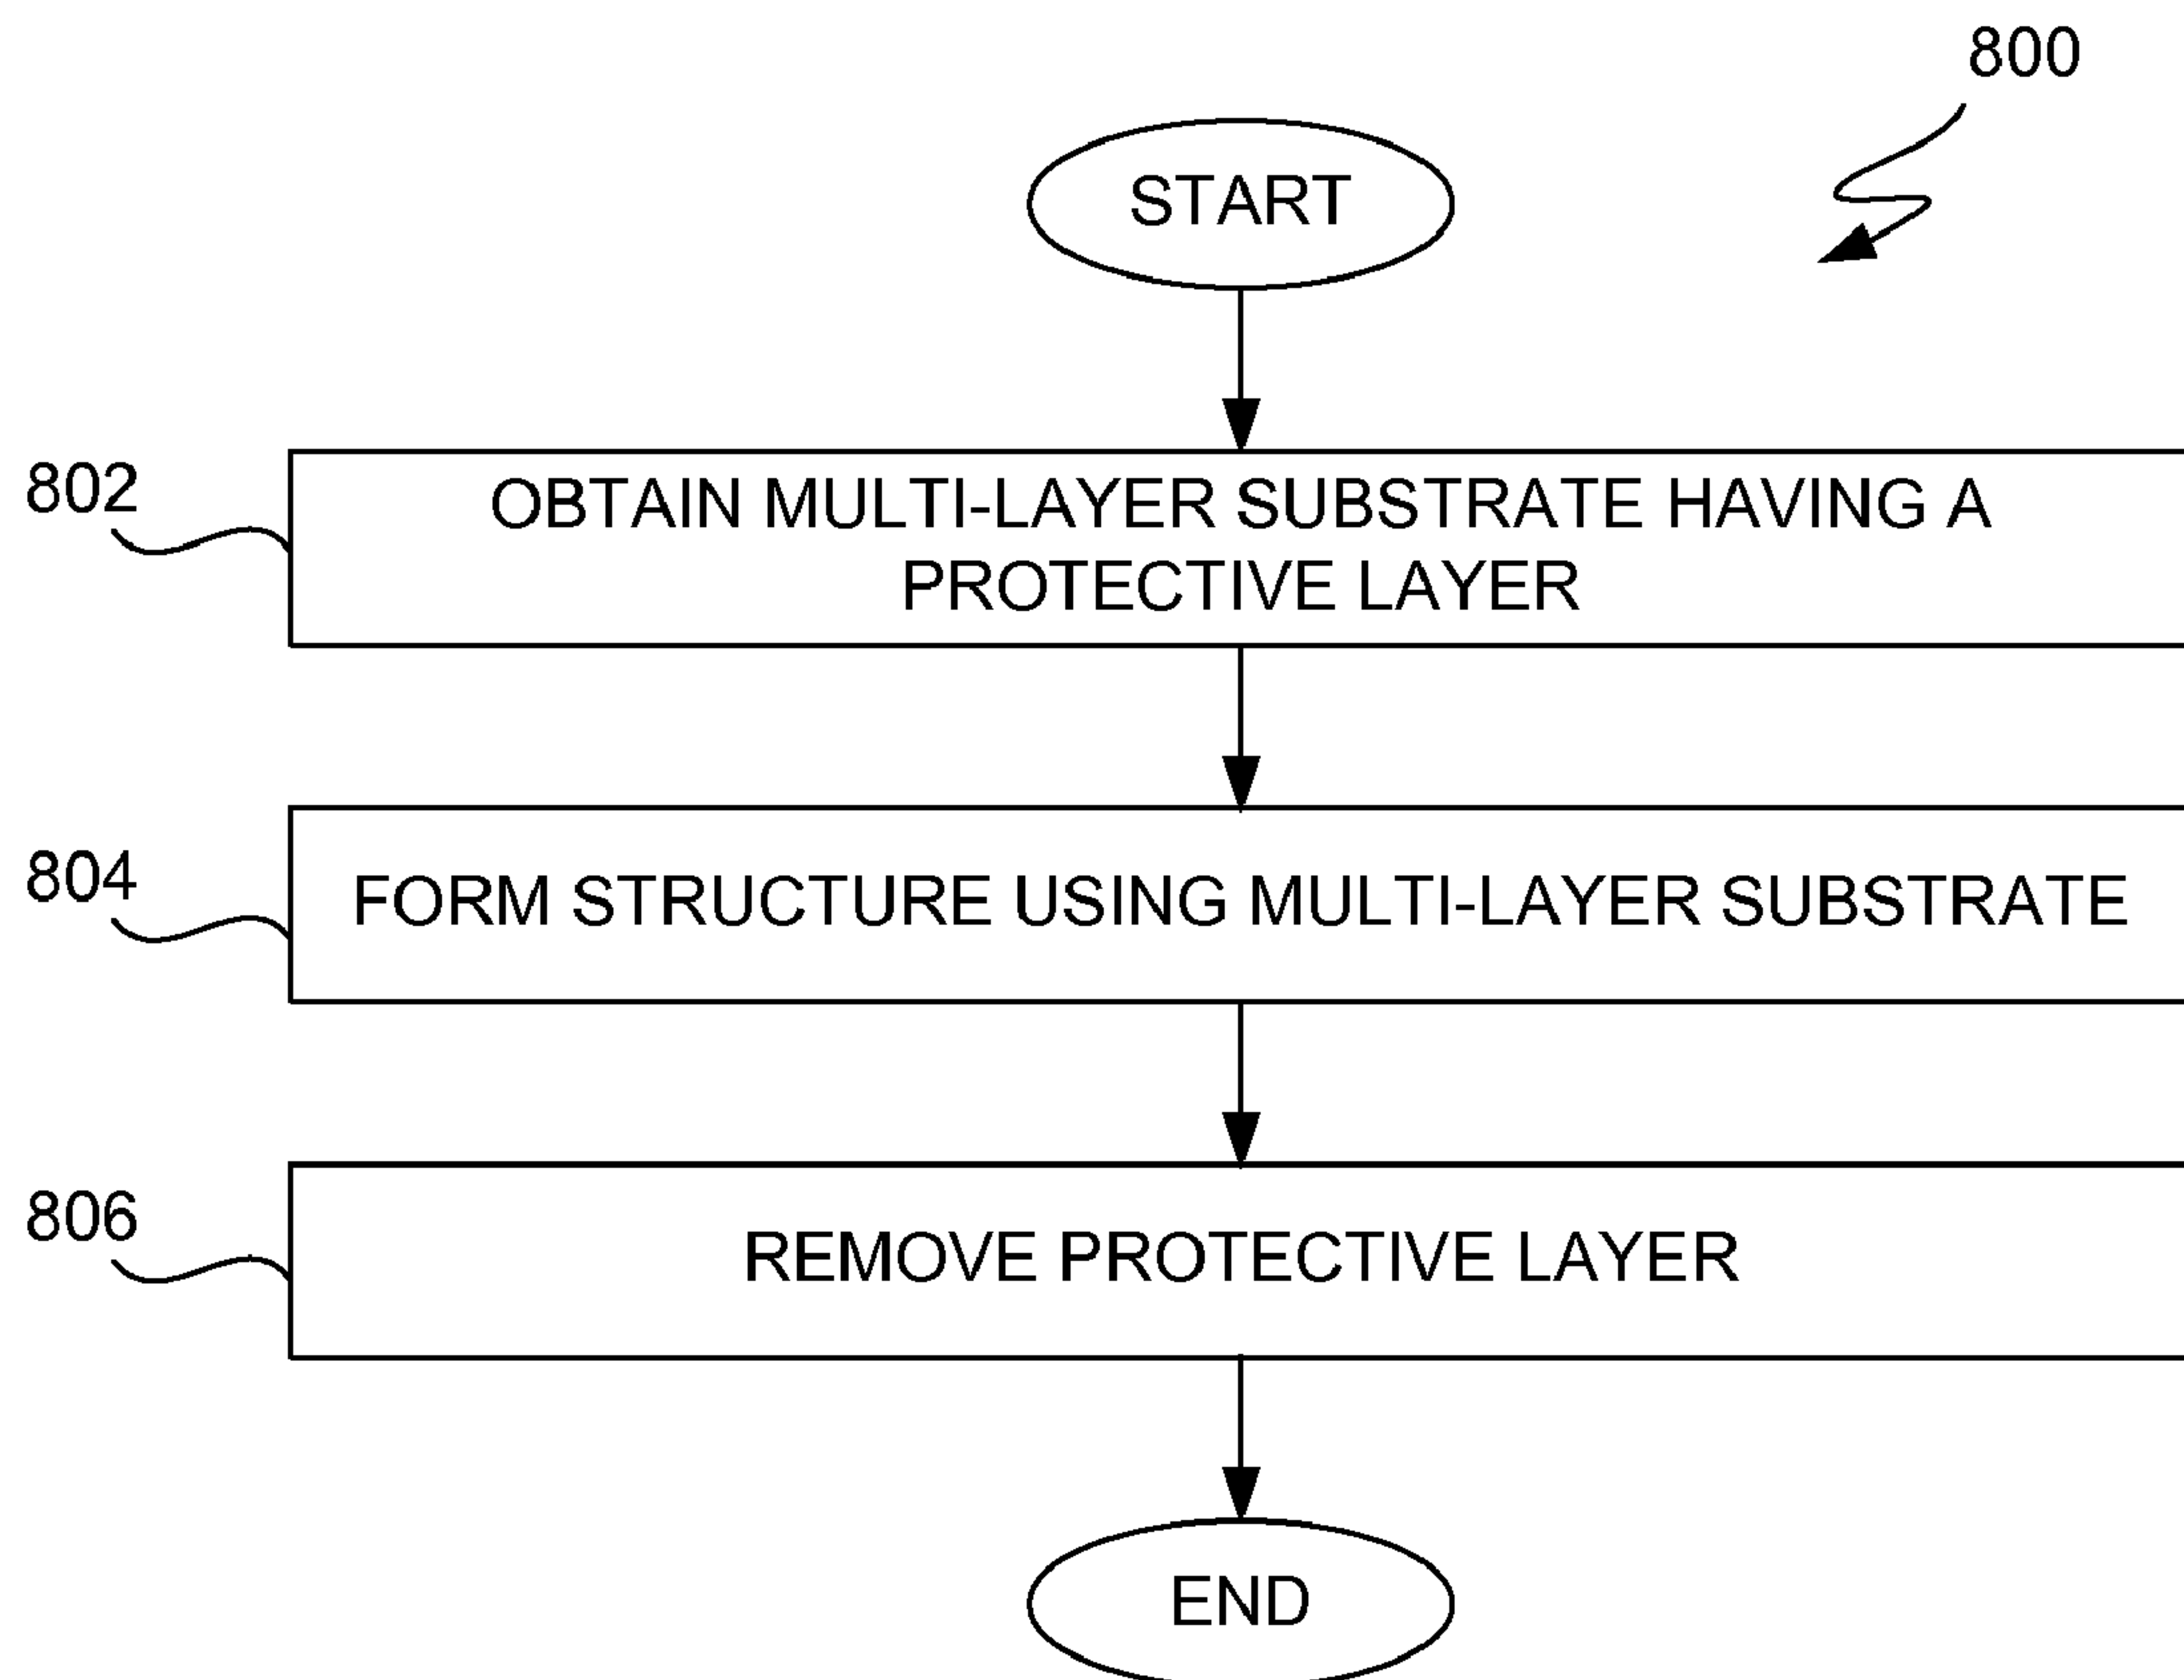 800
START
802
OBTAIN MULTI-LAYER SUBSTRATE HAVING A
PROTECTIVE LAYER
804
FORM STRUCTURE USING MULTI-LAYER SUBSTRATE
806
REMOVE PROTECTIVE LAYER
END